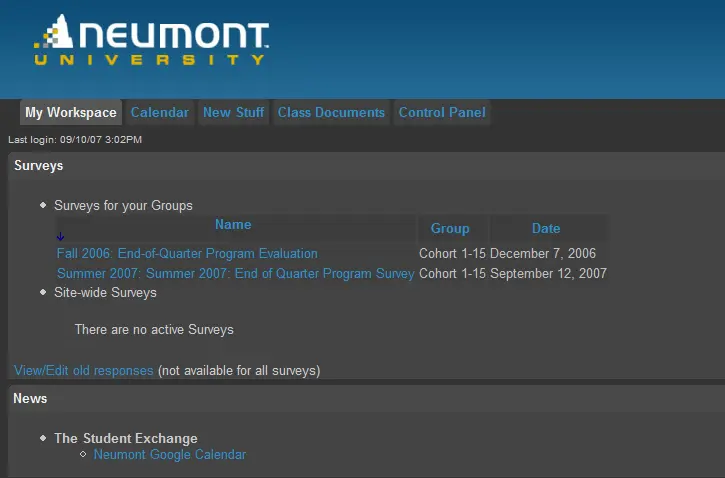 NEUMONT
UNIVERSITY
My Workspace Calendar New Stuff Class Documents Control Panel
Last login: 09/10/07 3:02PM
Surveys
Surveys for your Groups
Name Group Date
Fall 2006: End-of-Quarter Program Evaluation Cohort 1-15 December 7, 2006
Summer 2007: Summer 2007: End of Quarter Program Survey Cohort 1-15 September 12, 2007
Site-wide Surveys
There are no active Surveys
View/Edit old responses (not available for all surveys)
News
The Student Exchange
Neumont Google Calendar